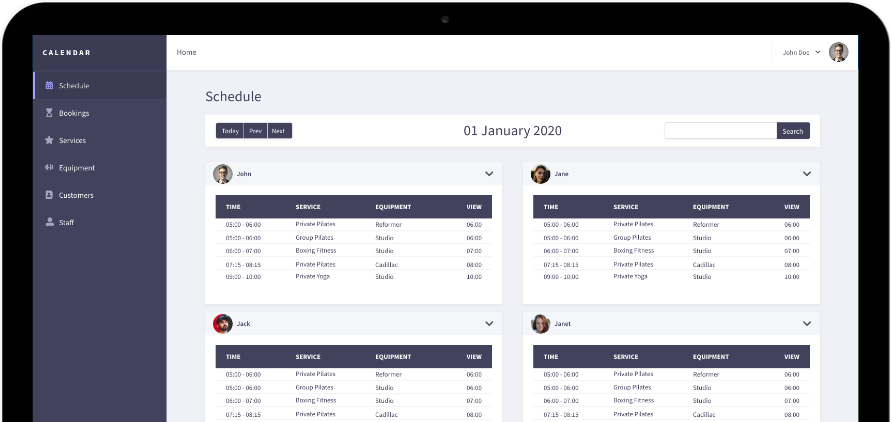 CALENDAR
Home
John Doe
Schedule
Bookings
Services
Equipment
Customers
Staff
Schedule
Today Prev Next
01 January 2020
Search
John
TIME SERVICE EQUIPMENT VIEW
05:00 - 06:00 Private Pilates Reformer 06:00
05:00 - 06:00 Group Pilates Studio 06:00
06:00 - 07:00 Boxing Fitness Studio 07:00
07:15 - 08:15 Private Pilates Cadillac 08:00
09:00 - 10:00 Private Yoga Studio 10:00
Jane
TIME SERVICE EQUIPMENT VIEW
05:00 - 06:00 Private Pilates Reformer 06:00
05:00 - 06:00 Group Pilates Studio 06:00
06:00 - 07:00 Boxing Fitness Studio 07:00
07:15 - 08:15 Private Pilates Cadillac 08:00
09:00 - 10:00 Private Yoga Studio 10:00
Jack
TIME SERVICE EQUIPMENT VIEW
05:00 - 06:00 Private Pilates Reformer 06:00
05:00 - 06:00 Group Pilates Studio 06:00
06:00 - 07:00 Boxing Fitness Studio 07:00
07:15 - 08:15 Private Pilates Cadillac 08:00
Janet
TIME SERVICE EQUIPMENT VIEW
05:00 - 06:00 Private Pilates Reformer 06:00
05:00 - 06:00 Group Pilates Studio 06:00
06:00 - 07:00 Boxing Fitness Studio 07:00
07:15 - 08:15 Private Pilates Cadillac 08:00